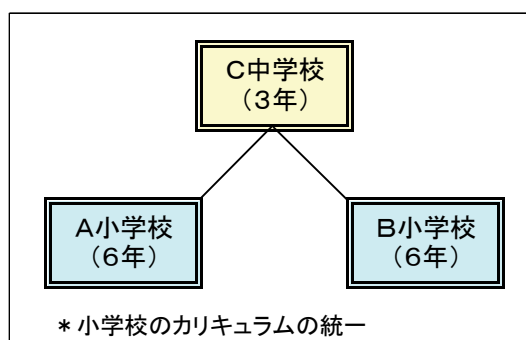 C中学校
（3年）
A小学校
（6年）
B小学校
（6年）
＊小学校のカリキュラムの統一